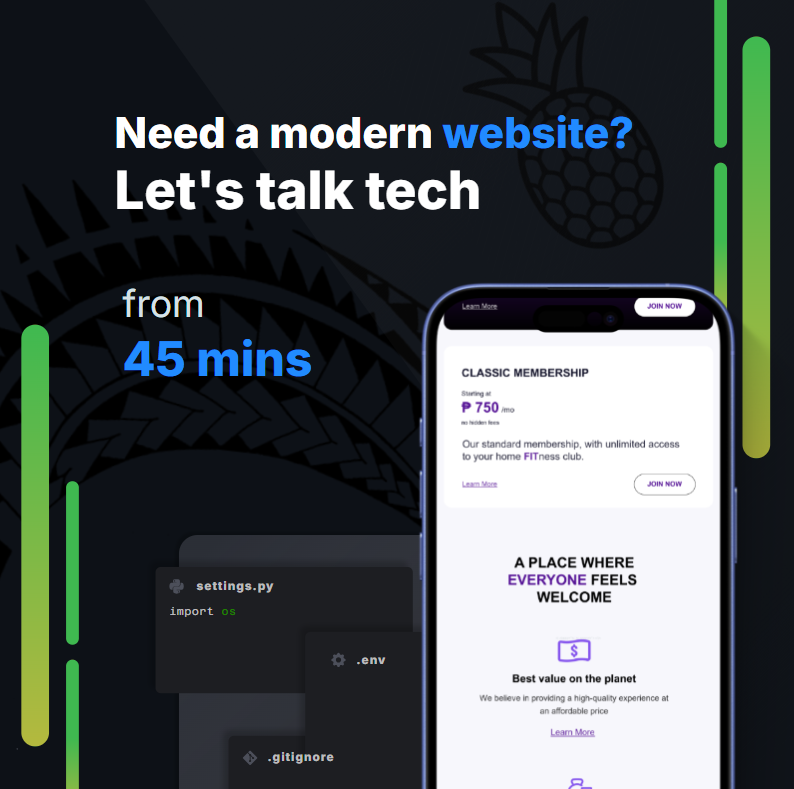 Need a modern website?
Let's talk tech
from
45 mins
Learn More
JOIN NOW
CLASSIC MEMBERSHIP
Starting at
₱ 750 /mo
no hidden fees
Our standard membership, with unlimited access
to your home FITness club.
Learn More
JOIN NOW
A PLACE WHERE
EVERYONE FEELS
WELCOME
Best value on the planet
We believe in providing a high-quality experience at
an affordable price
Learn More
settings.py
import os
.env
.gitignore